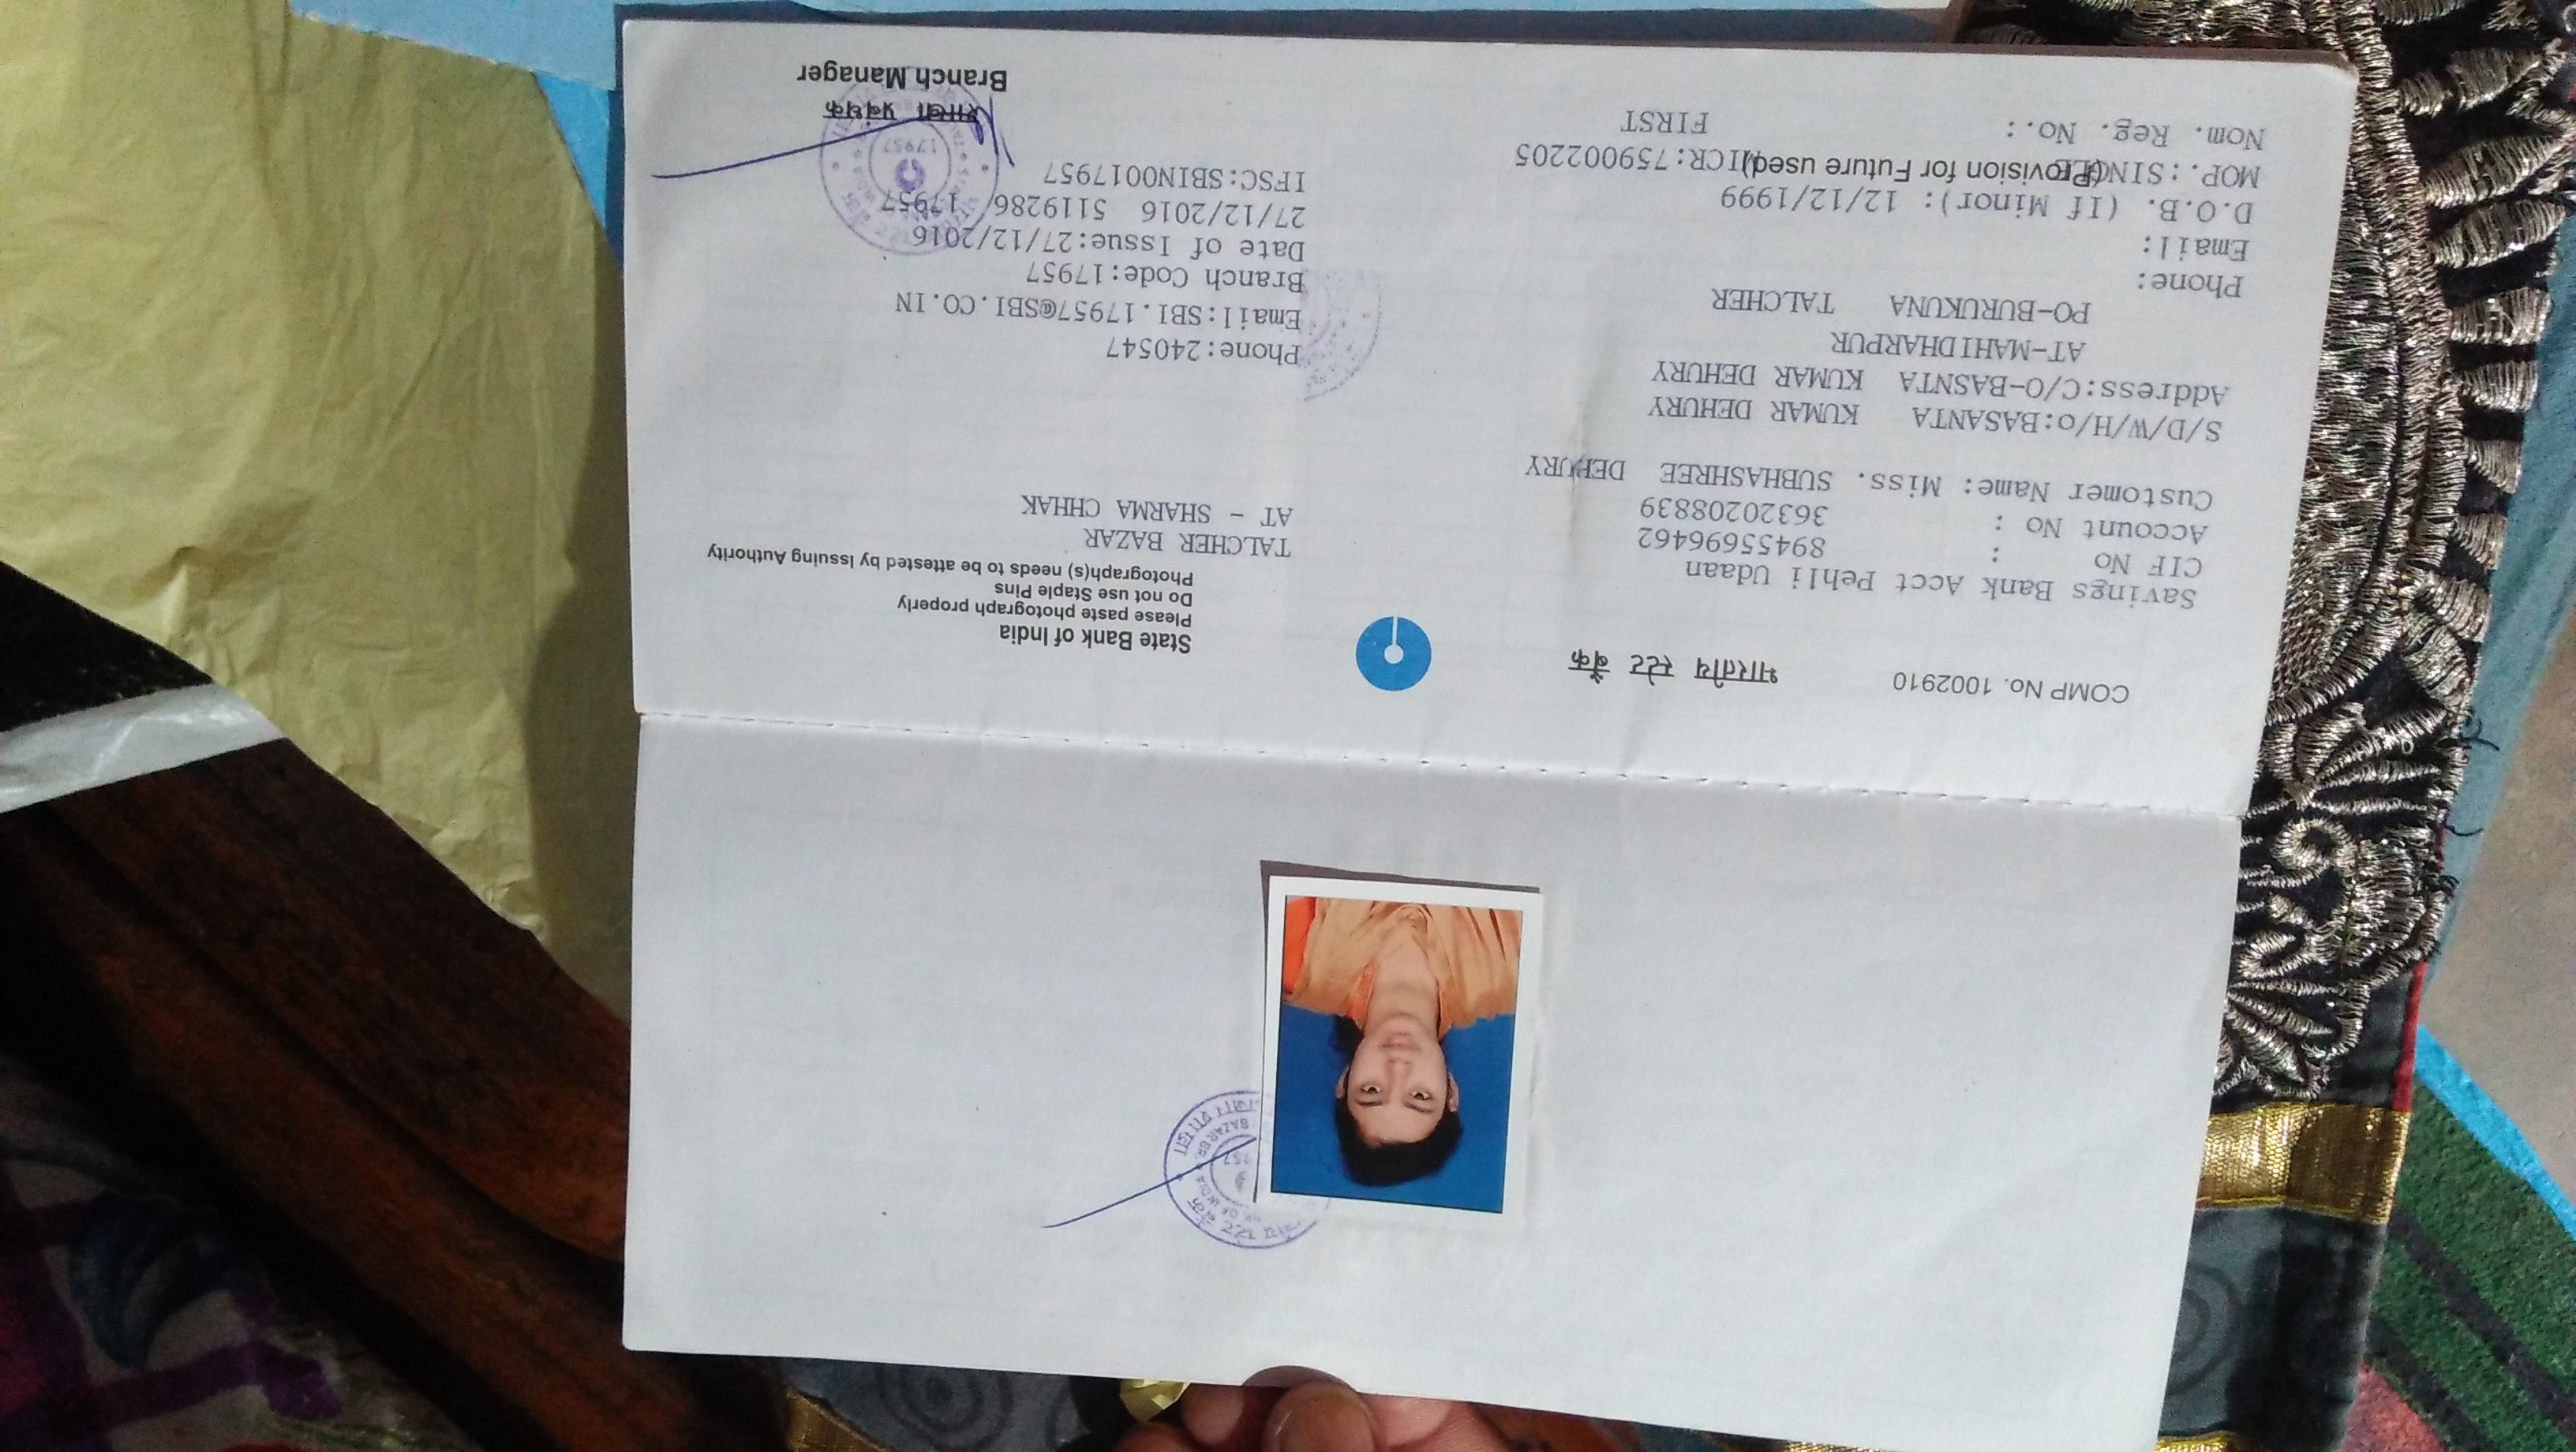 COMP No. 1002910
भारतीय स्टेट बैंक
State Bank of India
Please paste photograph properly
Do not use Staple Pins
Photograph(s) needs to be attested by Issuing Authority
Savings Bank Acct Pehli Udaan
CIF No : 89455696462
Account No : 36320208839
Customer Name: Miss. SUBHASHREE DEHURY
S/D/W/H/o:BASANTA KUMAR DEHURY
Address:C/O-BASNTA KUMAR DEHURY
AT-MAHIDHARPUR
PO-BURUKUNA TALCHER
Phone:
Email:
D.O.B. (If Minor): 12/12/1999
MOP.:SINGLE
(Provision for Future used)
MICR:759002205
Nom. Reg. No.:
FIRST
TALCHER BAZAR
AT - SHARMA CHHAK
Phone:240547
Email:SBI.17957@SBI.CO.IN
Branch Code:17957
Date of Issue:27/12/2016
27/12/2016 5119286/17957
IFSC:SBIN0017957
शाखा प्रबंधक
Branch Manager
17957